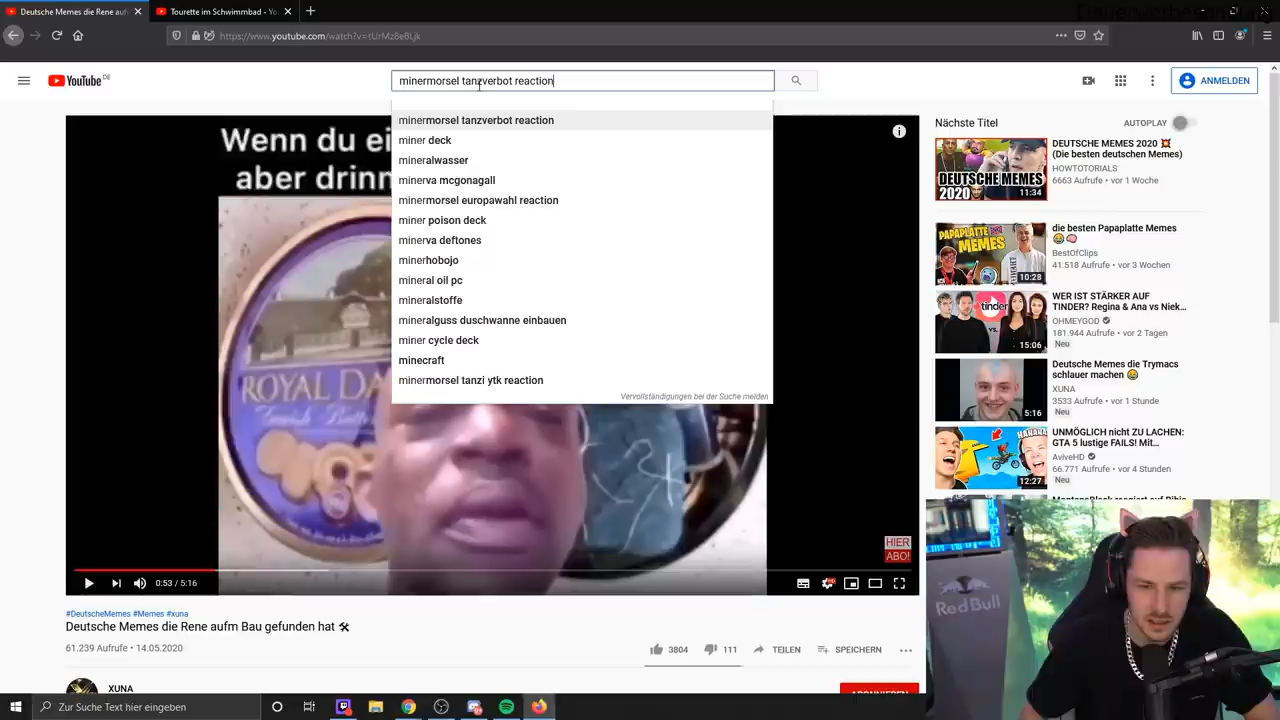 Deutsche Memes die Rene aufm
Tourette im Schwimmbad - Yo
https://www.youtube.com/watch?v=tUrMz8eBLjk
YouTube DE
minermorsel tanzverbot reaction
ANMELDEN
minermorsel tanzverbot reaction
miner deck
mineralwasser
minerva mcgonagall
minermorsel europawahl reaction
miner poison deck
minerva deftones
minerhobojo
mineral oil pc
mineralstoffe
mineralguss duschwanne einbauen
miner cycle deck
minecraft
minermorsel tanzi ytk reaction
Vervollständigungen bei der Suche melden
Wenn du ei
aber drinn
ROYAL DA
HIER
ABO!
0:53 / 5:16
#DeutscheMemes #Memes #xuna
Deutsche Memes die Rene aufm Bau gefunden hat 🛠
61.239 Aufrufe • 14.05.2020
3804
111
TEILEN
SPEICHERN
XUNA
ABONNIEREN
Nächste Titel
AUTOPLAY
DEUTSCHE MEMES 2020
11:34
DEUTSCHE MEMES 2020 💥
(Die besten deutschen Memes)
HOWTOTORIALS
6663 Aufrufe • vor 1 Woche
PAPAPLATTE
MEMES
10:28
die besten Papaplatte Memes
😂🧠
BestOfClips
41.518 Aufrufe • vor 3 Wochen
tinder
15:06
WER IST STÄRKER AUF
TINDER? Regina & Ana vs Niek...
OHMEYGOD
181.944 Aufrufe • vor 2 Tagen
Neu
5:16
Deutsche Memes die Trymacs
schlauer machen 😂
XUNA
3533 Aufrufe • vor 1 Stunde
Neu
HAHAHA
12:27
UNMÖGLICH nicht ZU LACHEN:
GTA 5 lustige FAILS! Mit...
AviveHD
66.771 Aufrufe • vor 4 Stunden
Neu
Red Bull
Zur Suche Text hier eingeben